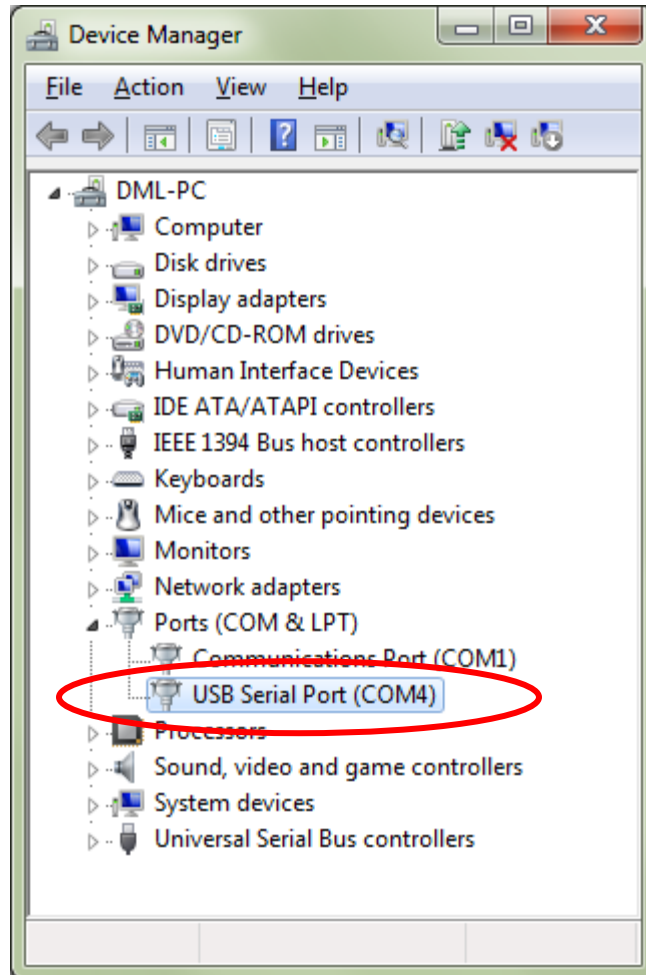 Device Manager
File Action View Help
DML-PC
Computer
Disk drives
Display adapters
DVD/CD-ROM drives
Human Interface Devices
IDE ATA/ATAPI controllers
IEEE 1394 Bus host controllers
Keyboards
Mice and other pointing devices
Monitors
Network adapters
Ports (COM & LPT)
Communications Port (COM1)
USB Serial Port (COM4)
Processors
Sound, video and game controllers
System devices
Universal Serial Bus controllers